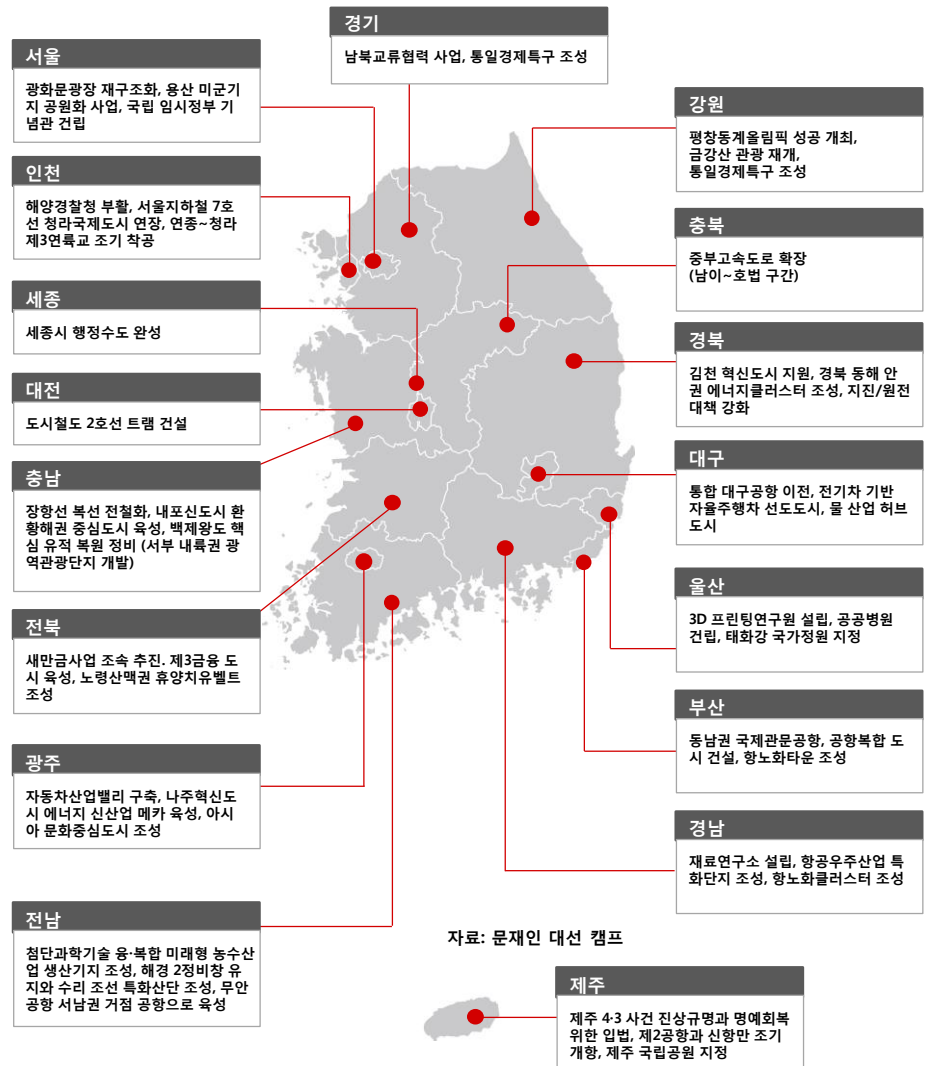 경기
남북교류협력 사업, 통일경제특구 조성
서울
광화문광장 재구조화, 용산 미군기
지 공원화 사업, 국립 임시정부 기
념관 건립
인천
해양경찰청 부활, 서울지하철 7호
선 청라국제도시 연장, 연종~청라
제3연륙교 조기 착공
세종
세종시 행정수도 완성
대전
도시철도 2호선 트램 건설
충남
장항선 복선 전철화, 내포신도시 환
황해권 중심도시 육성, 백제왕도 핵
심 유적 복원 정비 (서부 내륙권 광
역관광단지 개발)
전북
새만금사업 조속 추진. 제3금융 도
시 육성, 노령산맥권 휴양치유벨트
조성
광주
자동차산업밸리 구축, 나주혁신도
시 에너지 신산업 메카 육성, 아시
아 문화중심도시 조성
전남
첨단과학기술 융·복합 미래형 농수산
업 생산기지 조성, 해경 2정비창 유
지와 수리 조선 특화산단 조성, 무안
공항 서남권 거점 공항으로 육성
강원
평창동계올림픽 성공 개최,
금강산 관광 재개,
통일경제특구 조성
충북
중부고속도로 확장
(남이~호법 구간)
경북
김천 혁신도시 지원, 경북 동해 안
권 에너지클러스터 조성, 지진/원전
대책 강화
대구
통합 대구공항 이전, 전기차 기반
자율주행차 선도도시, 물 산업 허브
도시
울산
3D 프린팅연구원 설립, 공공병원
건립, 태화강 국가정원 지정
부산
동남권 국제관문공항, 공항복합 도
시 건설, 항노화타운 조성
경남
재료연구소 설립, 항공우주산업 특
화단지 조성, 항노화클러스터 조성
자료: 문재인 대선 캠프
제주
제주 4·3 사건 진상규명과 명예회복
위한 입법, 제2공항과 신항만 조기
개항, 제주 국립공원 지정